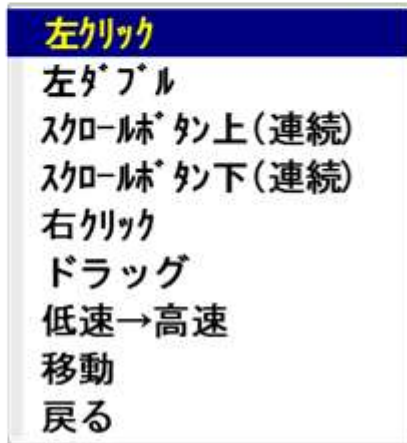 左ｸﾘｯｸ
左ﾀﾞﾌﾞﾙ
ｽｸﾛｰﾙﾎﾞﾀﾝ上(連続)
ｽｸﾛｰﾙﾎﾞﾀﾝ下(連続)
右ｸﾘｯｸ
ドラッグ
低速→高速
移動
戻る